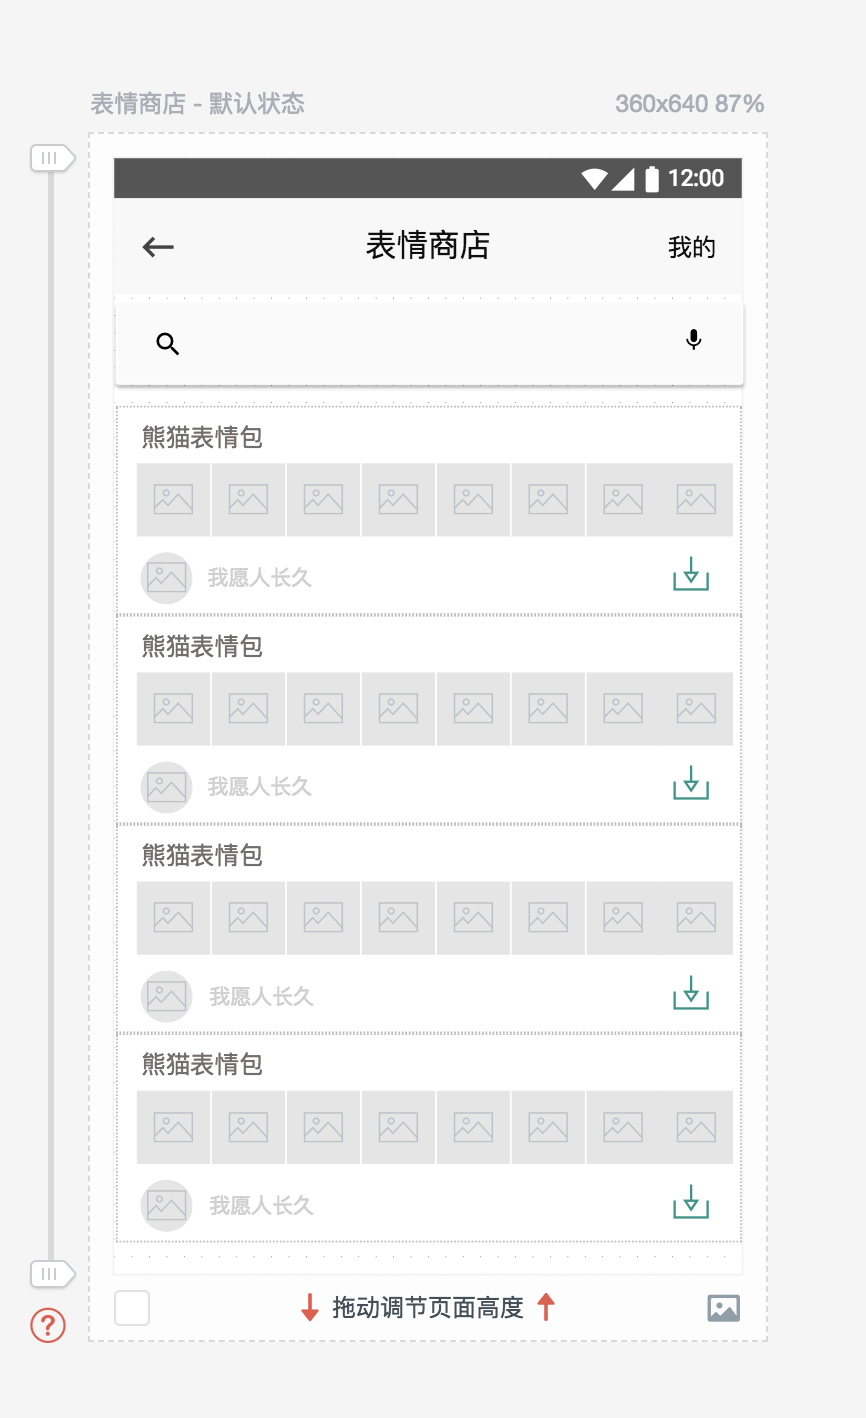 表情商店 - 默认状态
360x640 87%
12:00
表情商店
我的
熊猫表情包
我愿人长久
熊猫表情包
我愿人长久
熊猫表情包
我愿人长久
熊猫表情包
我愿人长久
拖动调节页面高度
?